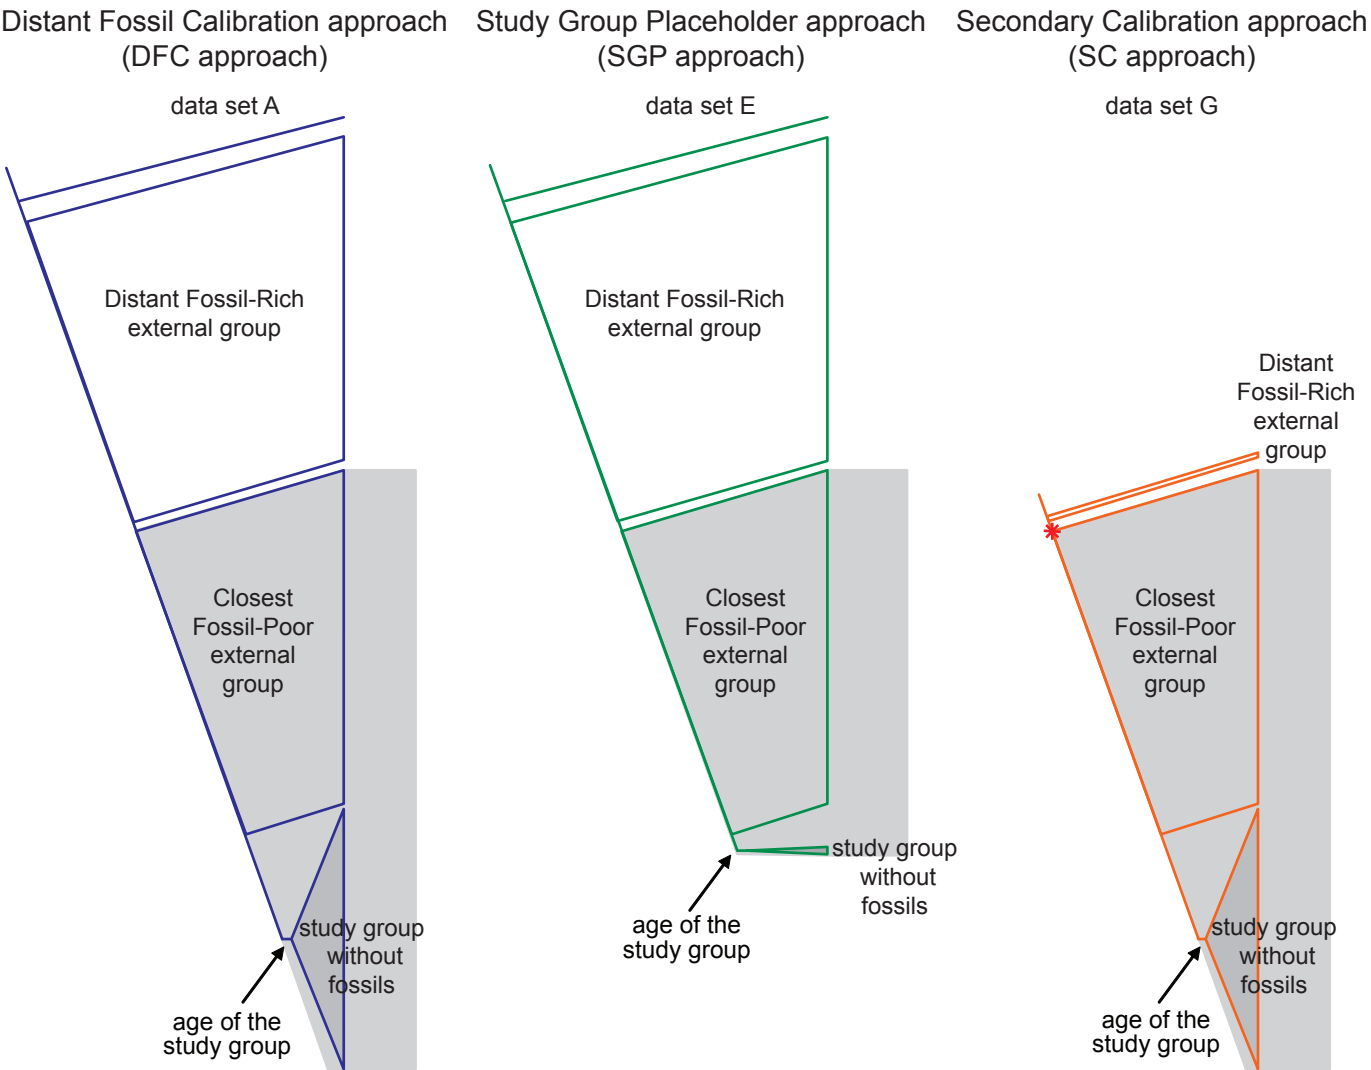 Distant Fossil Calibration approach
(DFC approach)
data set A
Distant Fossil-Rich
external group
Closest
Fossil-Poor
external
group
study group
without
fossils
age of the
study group
Study Group Placeholder approach
(SGP approach)
data set E
Distant Fossil-Rich
external group
Closest
Fossil-Poor
external
group
study group
without
fossils
age of the
study group
Secondary Calibration approach
(SC approach)
data set G
Distant
Fossil-Rich
external
group
Closest
Fossil-Poor
external
group
study group
without
fossils
age of the
study group